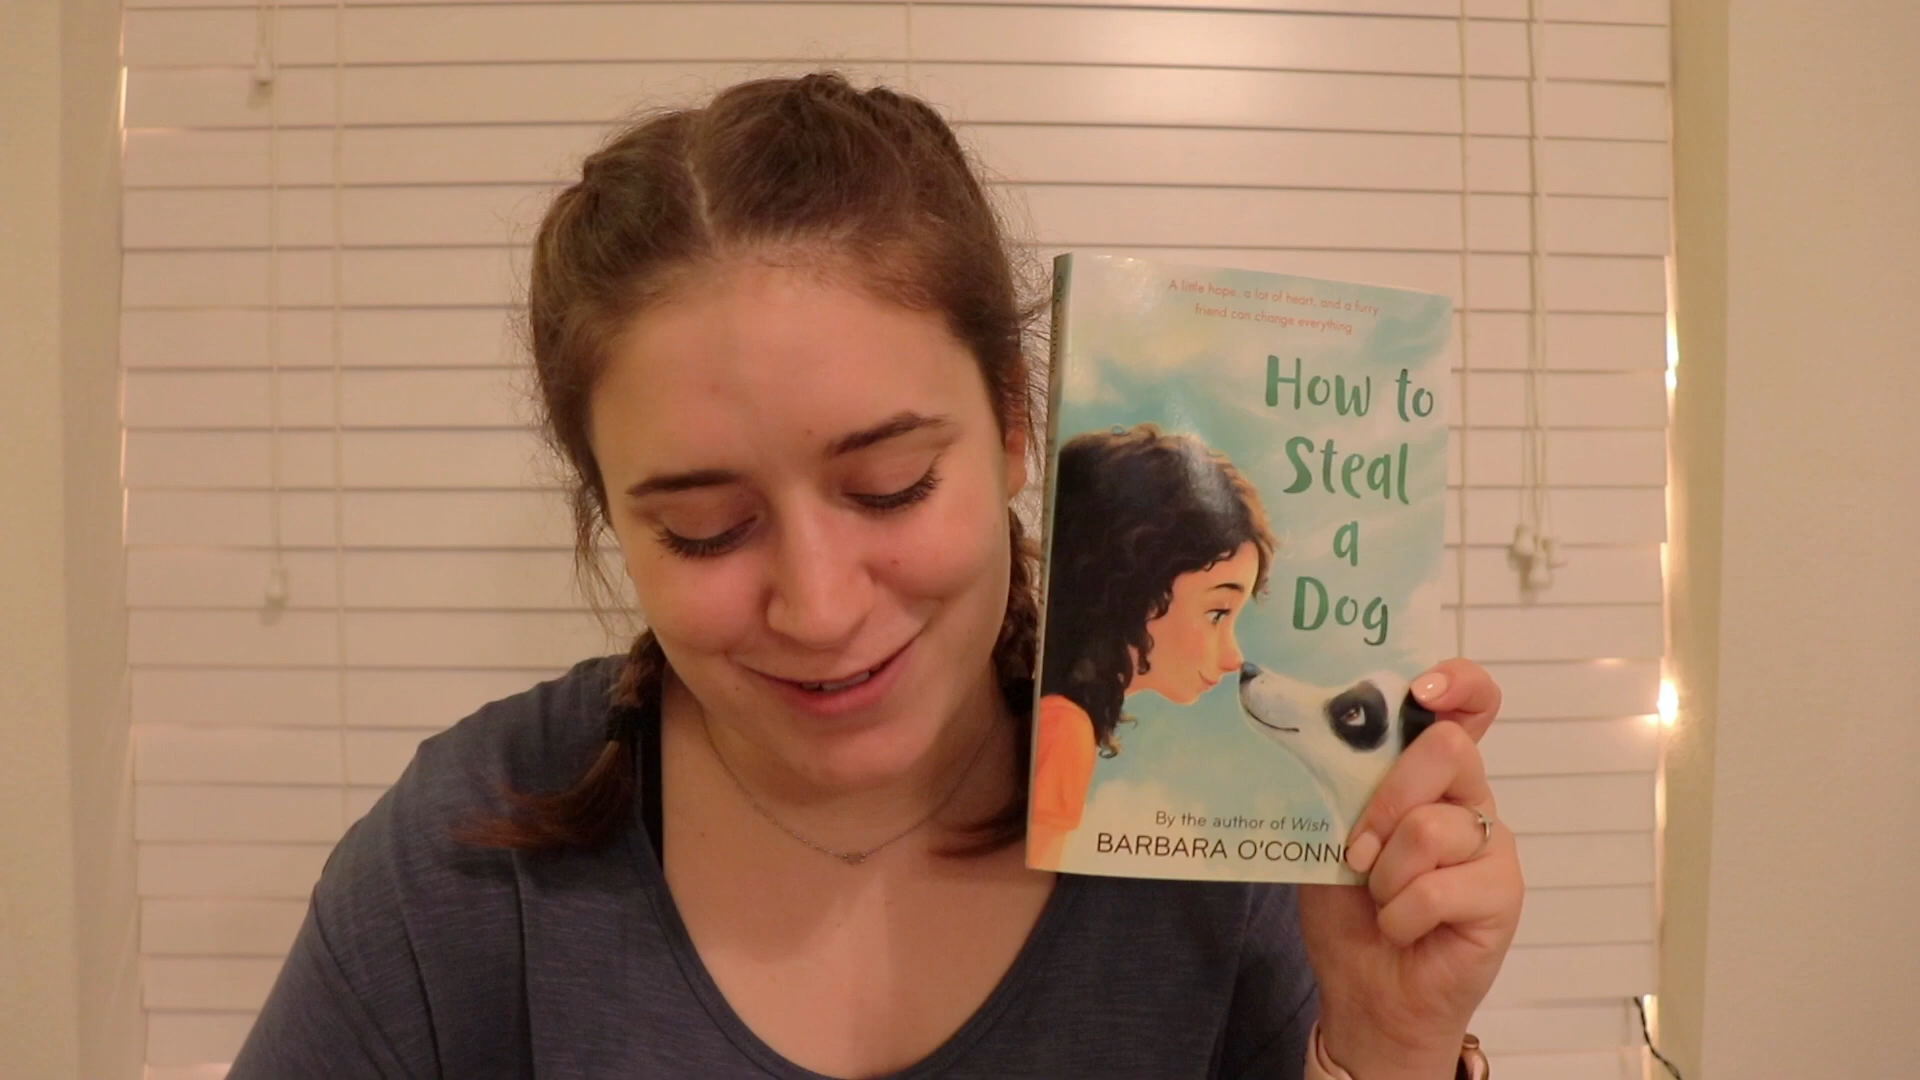 A little hope, a lot of heart, and a furry
friend can change everything.
How to
Steal
a
Dog
By the author of Wish
BARBARA O'CONN